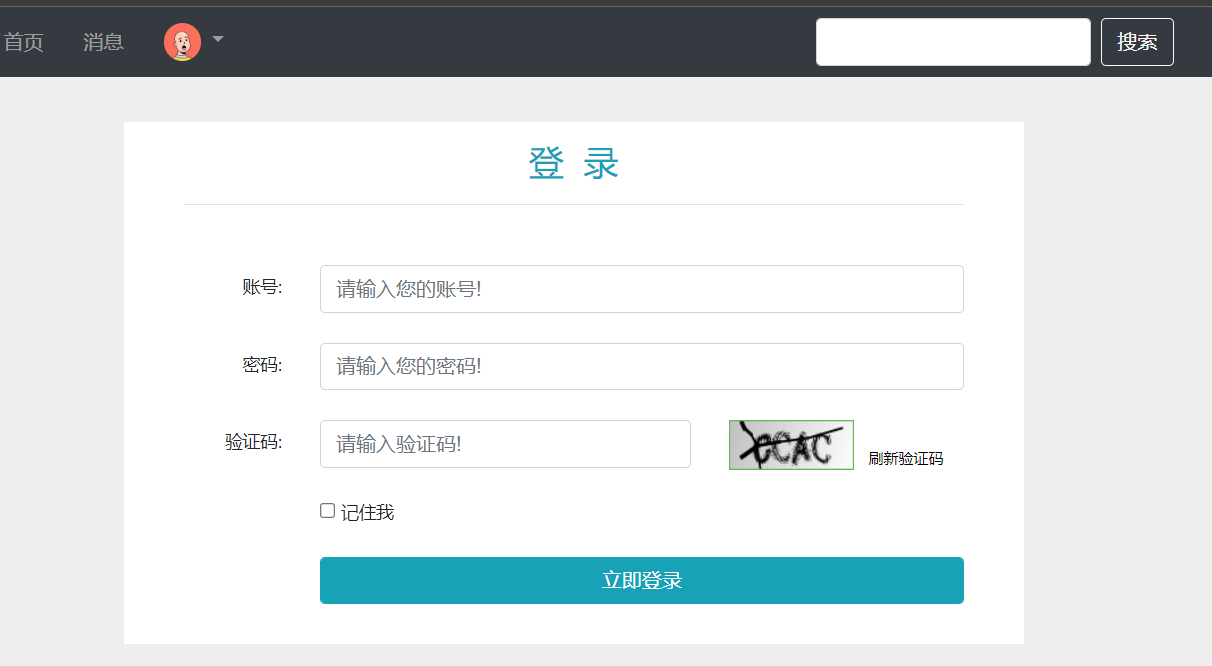 首页 消息 搜索
登 录
账号: 请输入您的账号!
密码: 请输入您的密码!
验证码: 请输入验证码! 刷新验证码
记住我
立即登录